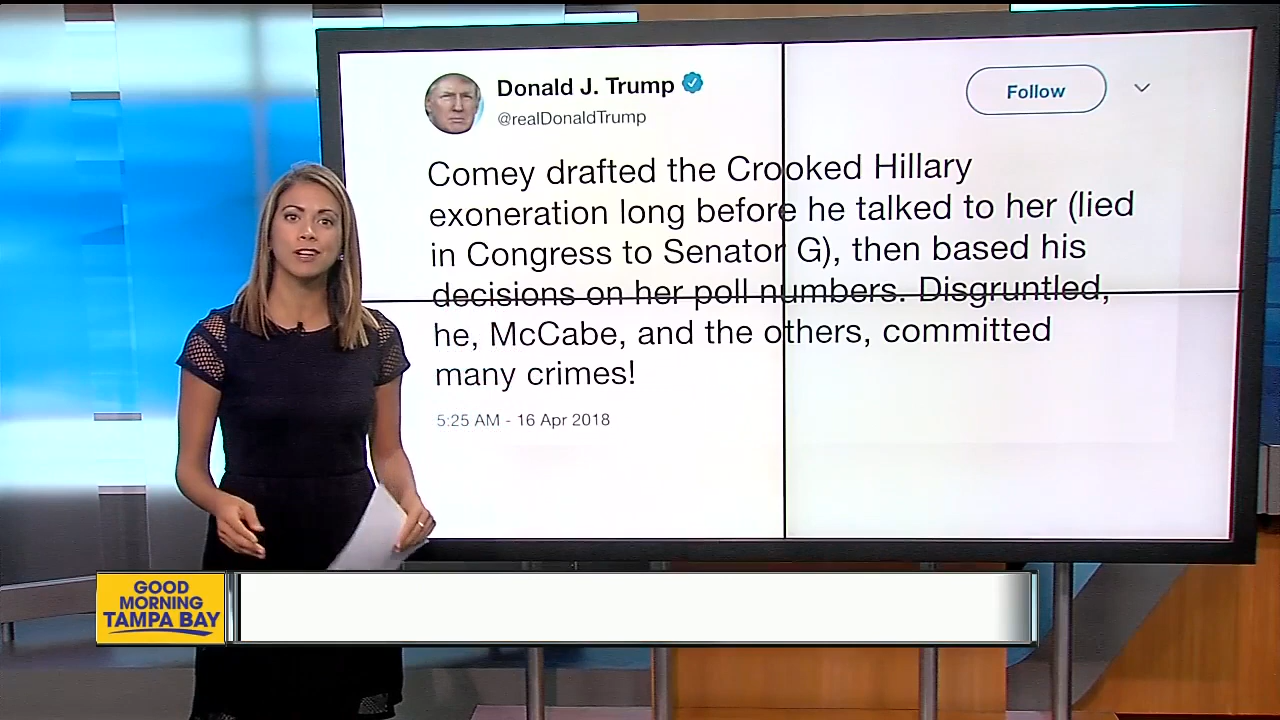 Donald J. Trump
Follow
@realDonaldTrump
Comey drafted the Crooked Hillary
exoneration long before he talked to her (lied
in Congress to Senator G), then based his
decisions on her poll numbers. Disgruntled,
he, McCabe, and the others, committed
many crimes!
5:25 AM - 16 Apr 2018
GOOD
MORNING
TAMPA BAY